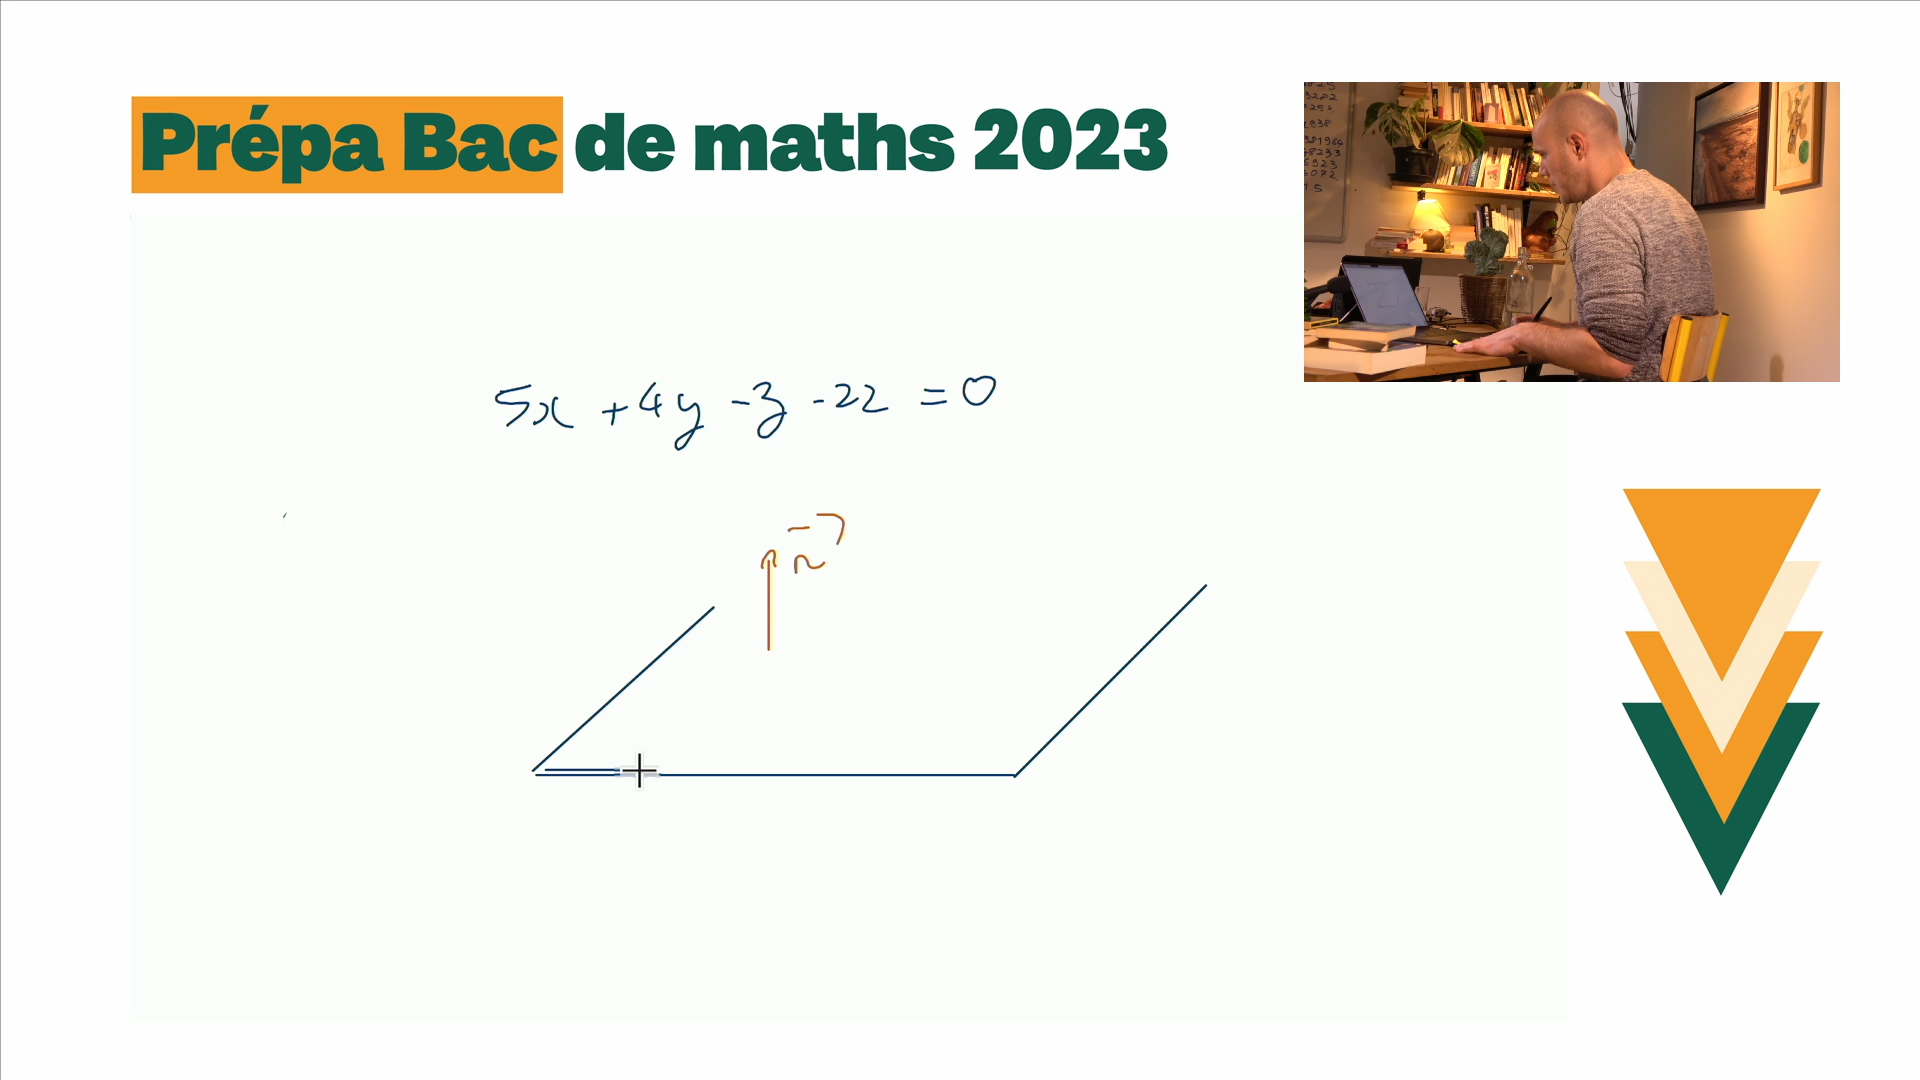 Prépa Bac de maths 2023
5x + 4y - z - 22 = 0
n⃗